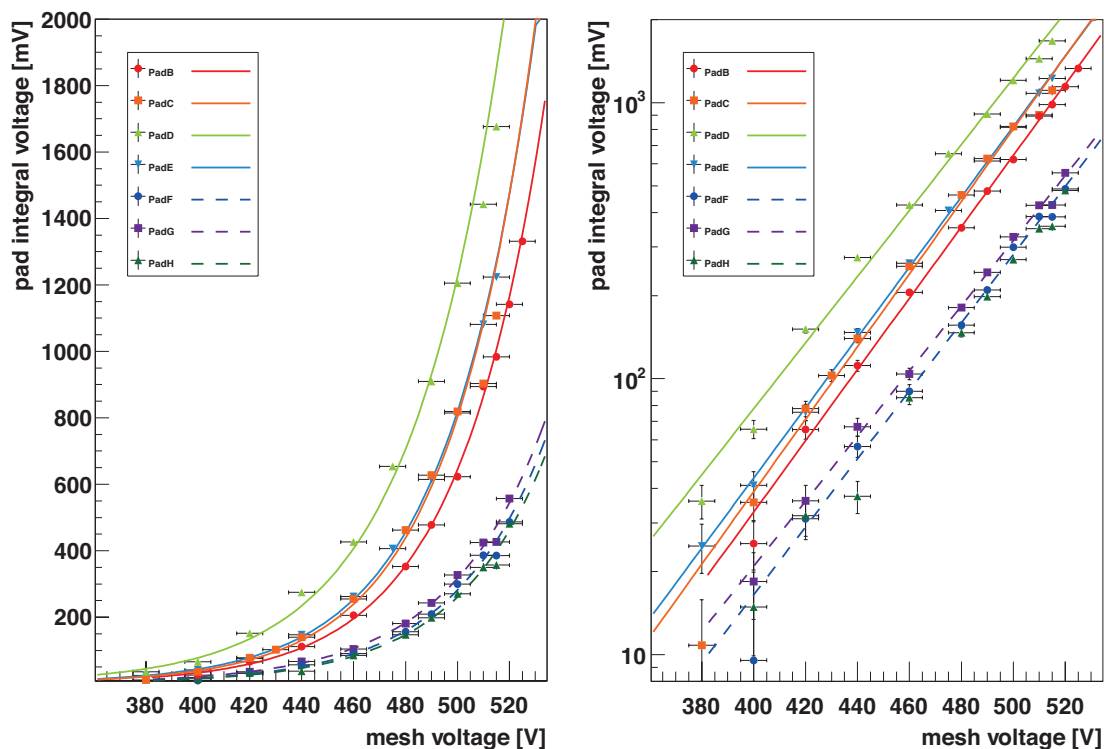 pad integral voltage [mV]
2000
1800
1600
1400
1200
1000
800
600
400
200
PadB
PadC
PadD
PadE
PadF
PadG
PadH
380 400 420 440 460 480 500 520
mesh voltage [V]
pad integral voltage [mV]
10³
10²
10
PadB
PadC
PadD
PadE
PadF
PadG
PadH
380 400 420 440 460 480 500 520
mesh voltage [V]